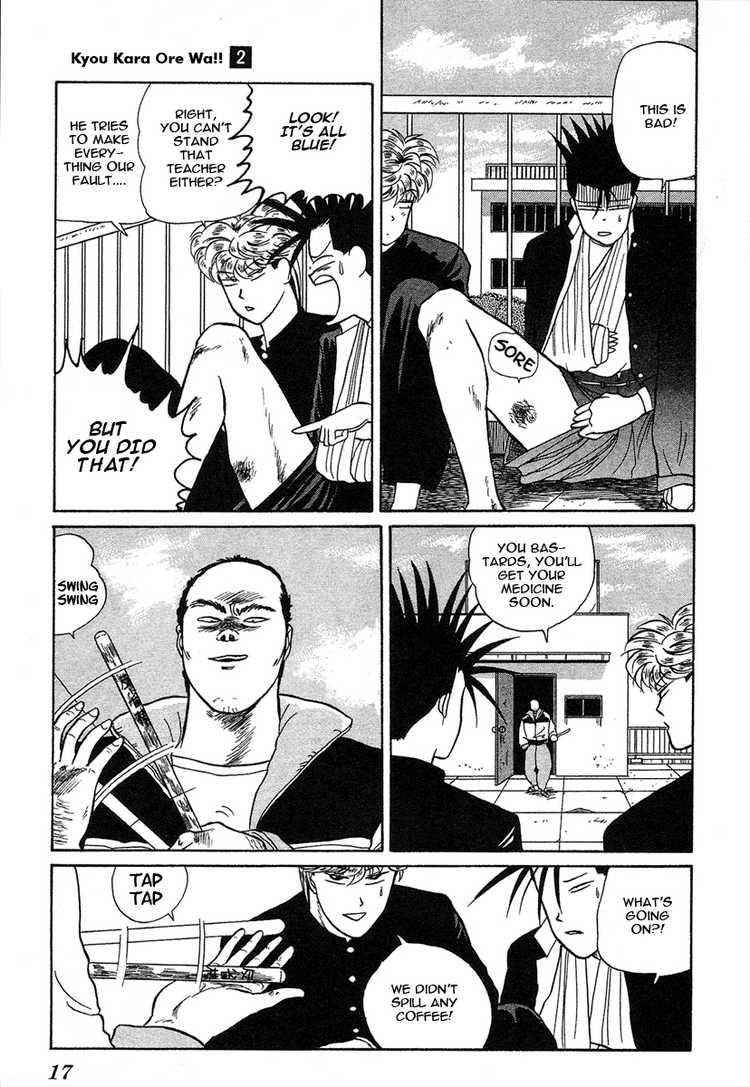 Kyou Kara Ore Wa!! 2
THIS IS
BAD!
SORE
LOOK!
IT'S ALL
BLUE!
RIGHT,
YOU CAN'T
STAND
THAT
TEACHER
EITHER?
HE TRIES
TO MAKE
EVERY-
THING OUR
FAULT....
BUT
YOU DID
THAT!
YOU BAS-
TARDS, YOU'LL
GET YOUR
MEDICINE
SOON.
SWING
SWING
WHAT'S
GOING
ON?!
WE DIDN'T
SPILL ANY
COFFEE!
TAP
TAP
17